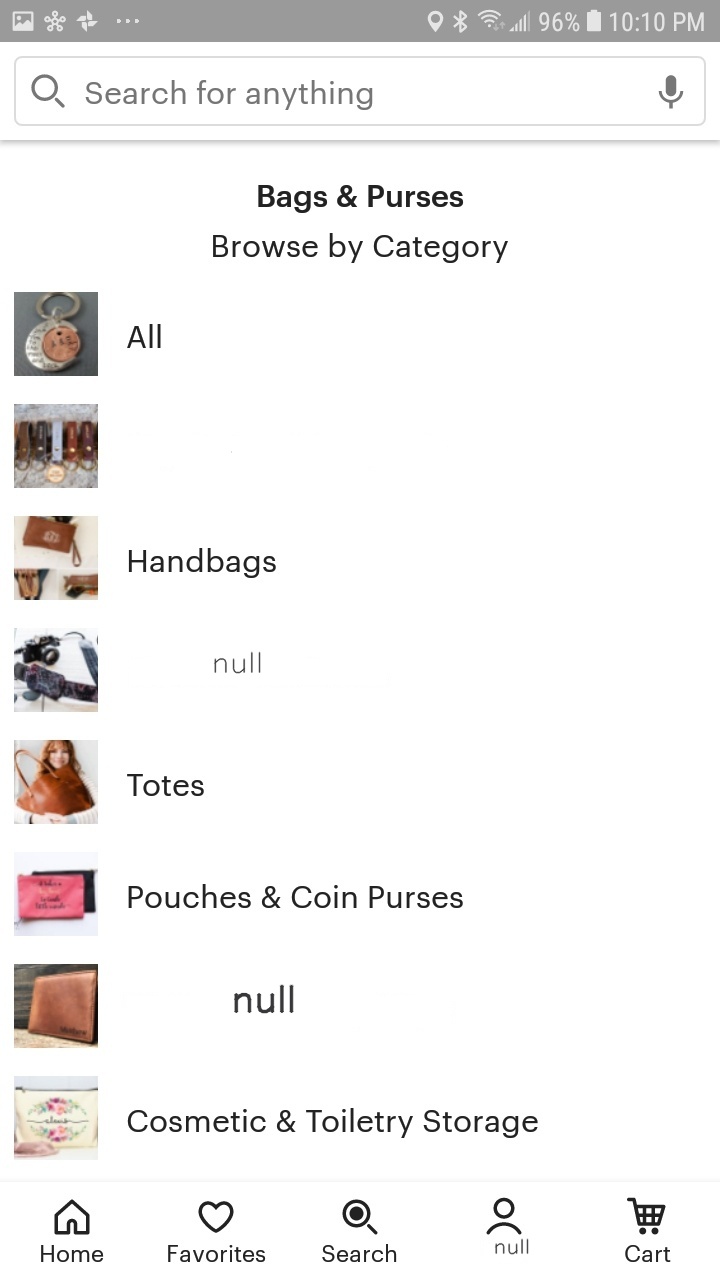 96% 10:10 PM
Search for anything
Bags & Purses
Browse by Category
All
Handbags
null
Totes
Pouches & Coin Purses
null
Cosmetic & Toiletry Storage
null
Home Favorites Search Cart